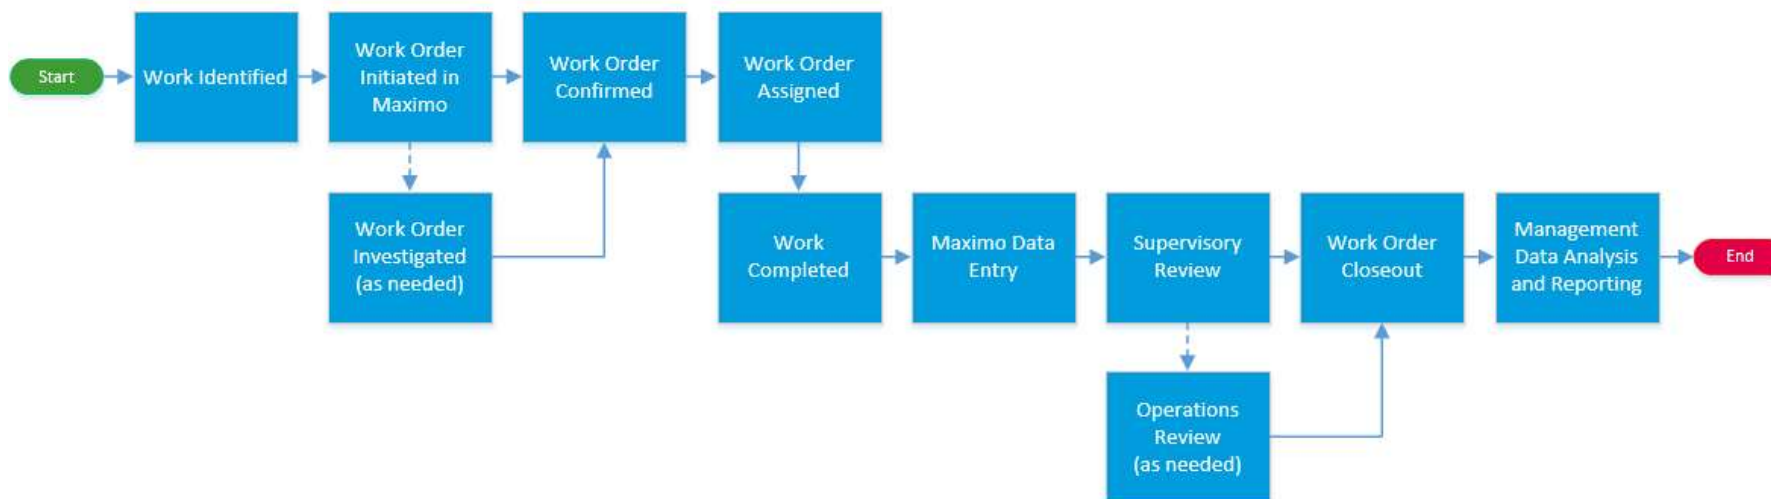 Start
Work Identified
Work Order
Initiated in
Maximo
Work Order
Confirmed
Work Order
Assigned
Work Order
Investigated
(as needed)
Work
Completed
Maximo Data
Entry
Supervisory
Review
Work Order
Closeout
Management
Data Analysis
and Reporting
End
Operations
Review
(as needed)